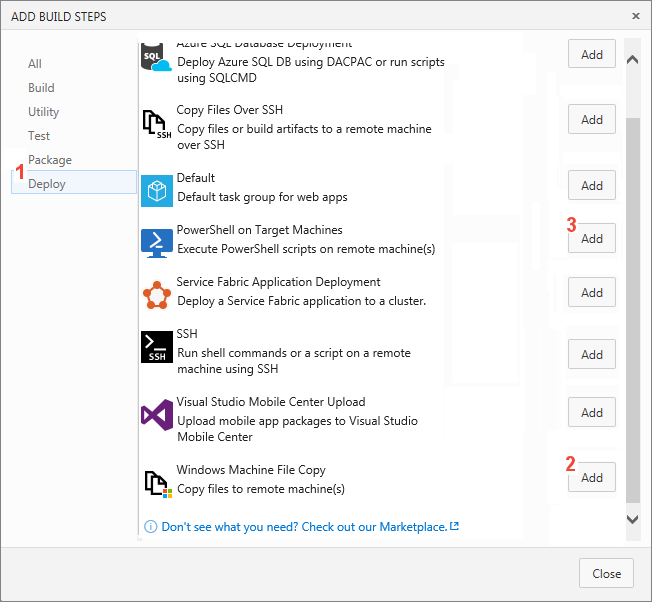 ADD BUILD STEPS
All
Build
Utility
Test
Package
1
Deploy
SQL
Azure SQL Database Deployment
Deploy Azure SQL DB using DACPAC or run scripts
using SQLCMD
Add
SSH
Copy Files Over SSH
Copy files or build artifacts to a remote machine
over SSH
Add
Default
Default task group for web apps
Add
PowerShell on Target Machines
Execute PowerShell scripts on remote machine(s)
3
Add
Service Fabric Application Deployment
Deploy a Service Fabric application to a cluster.
Add
SSH
SSH
Run shell commands or a script on a remote
machine using SSH
Add
Visual Studio Mobile Center Upload
Upload mobile app packages to Visual Studio
Mobile Center
Add
Windows Machine File Copy
Copy files to remote machine(s)
2
Add
Don't see what you need? Check out our Marketplace.
Close